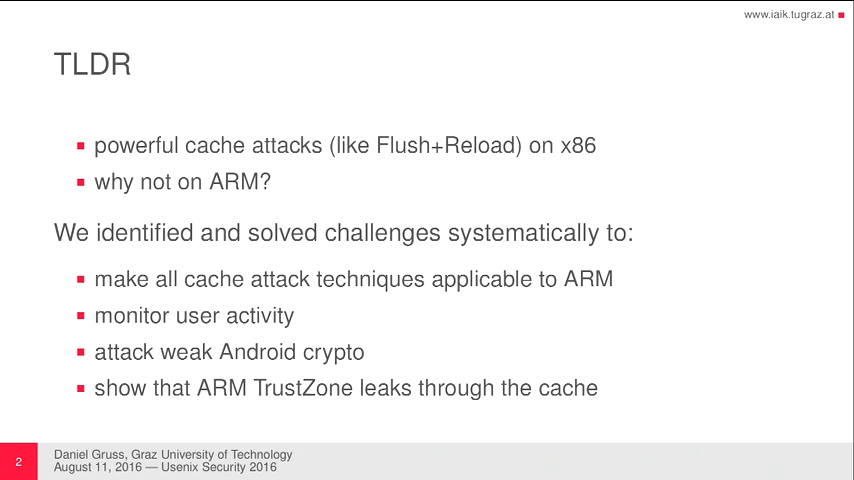 www.iaik.tugraz.at
TLDR
powerful cache attacks (like Flush+Reload) on x86
why not on ARM?
We identified and solved challenges systematically to:
make all cache attack techniques applicable to ARM
monitor user activity
attack weak Android crypto
show that ARM TrustZone leaks through the cache
2
Daniel Gruss, Graz University of Technology
August 11, 2016 — Usenix Security 2016